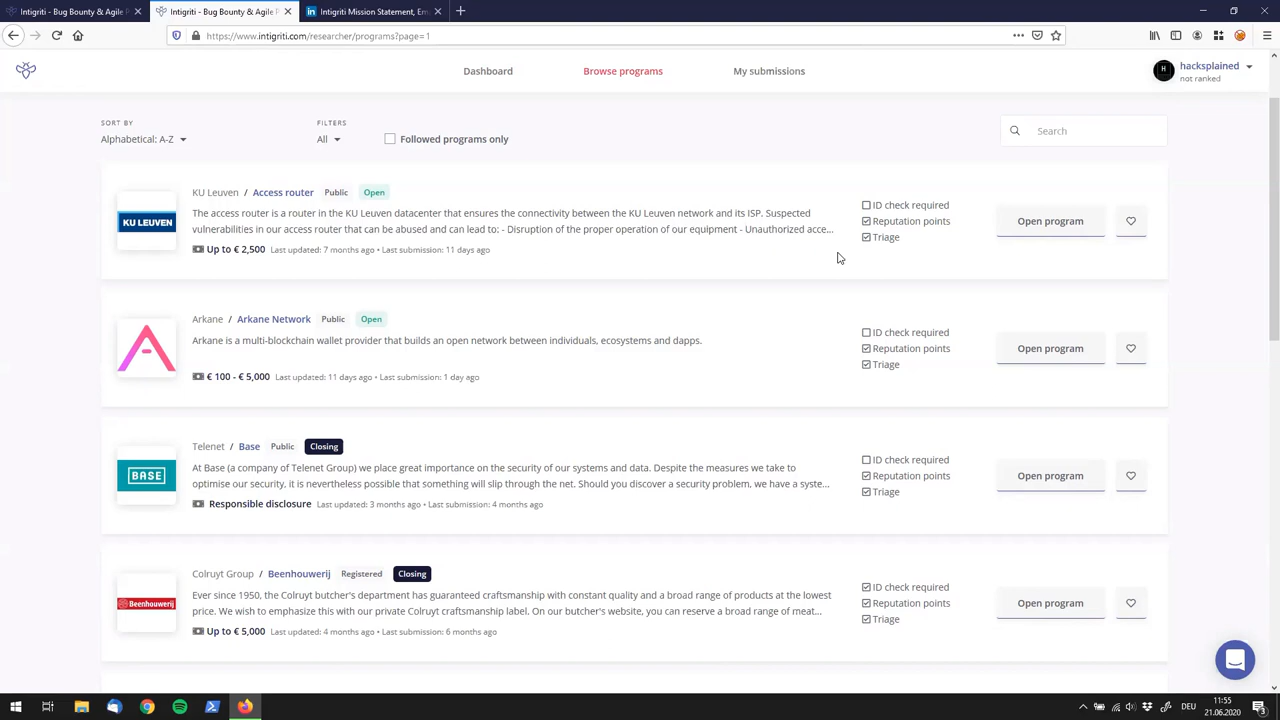 Intigriti - Bug Bounty & Agile P
Intigriti - Bug Bounty & Agile P
Intigriti Mission Statement, Em
https://www.intigriti.com/researcher/programs?page=1
Dashboard
Browse programs
My submissions
hacksplained
not ranked
SORT BY
Alphabetical: A-Z
FILTERS
All
Followed programs only
Search
KU LEUVEN
KU Leuven / Access router Public Open
The access router is a router in the KU Leuven datacenter that ensures the connectivity between the KU Leuven network and its ISP. Suspected
vulnerabilities in our access router that can be abused and can lead to: - Disruption of the proper operation of our equipment - Unauthorized acce...
Up to € 2,500 Last updated: 7 months ago • Last submission: 11 days ago
ID check required
Reputation points
Triage
Open program
Arkane / Arkane Network Public Open
Arkane is a multi-blockchain wallet provider that builds an open network between individuals, ecosystems and dapps.
€ 100 - € 5,000 Last updated: 11 days ago • Last submission: 1 day ago
ID check required
Reputation points
Triage
Open program
BASE
Telenet / Base Public Closing
At Base (a company of Telenet Group) we place great importance on the security of our systems and data. Despite the measures we take to
optimise our security, it is nevertheless possible that something will slip through the net. Should you discover a security problem, we have a syste...
Responsible disclosure Last updated: 3 months ago • Last submission: 4 months ago
ID check required
Reputation points
Triage
Open program
Beenhouwerij
Colruyt Group / Beenhouwerij Registered Closing
Ever since 1950, the Colruyt butcher's department has guaranteed craftsmanship with constant quality and a broad range of products at the lowest
price. We wish to emphasize this with our private Colruyt craftsmanship label. On our butcher's website, you can reserve a broad range of meat...
Up to € 5,000 Last updated: 4 months ago • Last submission: 6 months ago
ID check required
Reputation points
Triage
Open program
DEU
11:55
21.06.2020
3